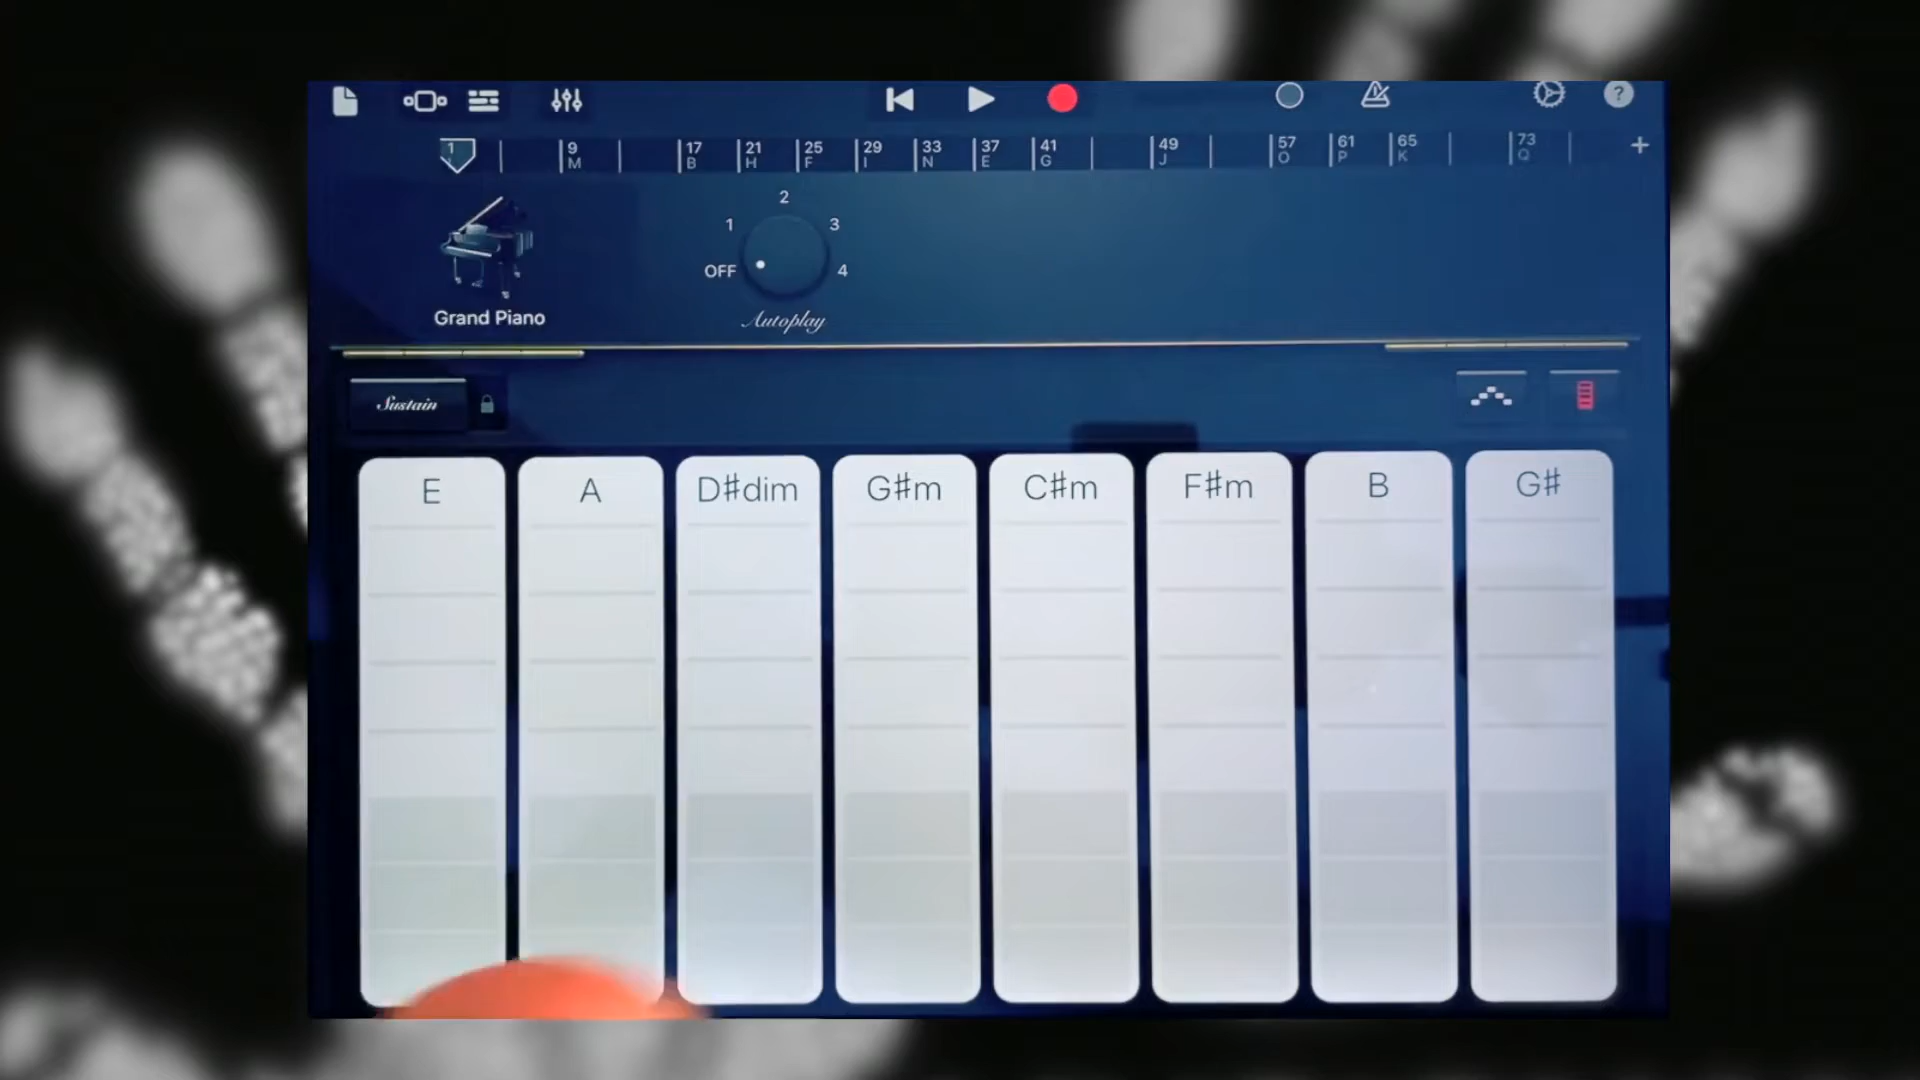 ?
1 9 17 21 25 29 33 37 41 49 57 61 65 73 +
M B H F I N E G J O P K Q
2
1 3
OFF 4
Grand Piano Autoplay
Sustain
E A D#dim G#m C#m F#m B G#